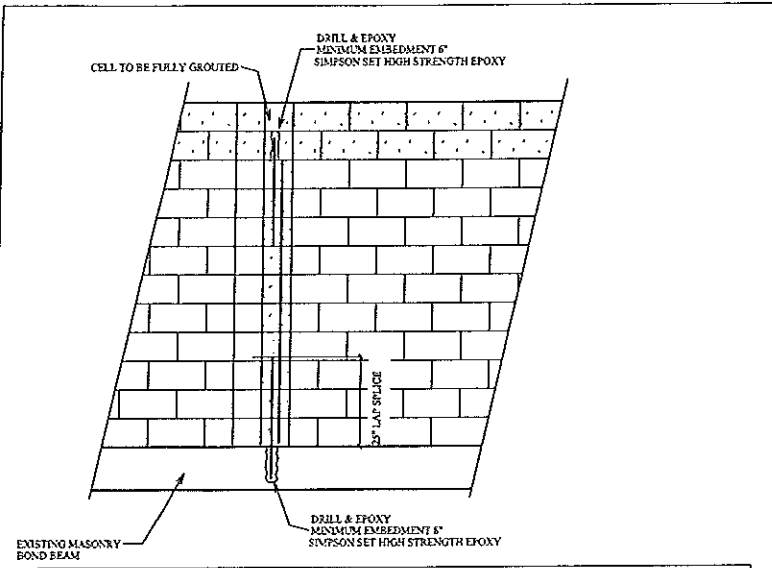 DRILL & EPOXY
MINIMUM EMBEDMENT 6"
SIMPSON SET HIGH STRENGTH EPOXY
CELL TO BE FULLY GROUTED
25" LAP SPLICE
DRILL & EPOXY
MINIMUM EMBEDMENT 6"
SIMPSON SET HIGH STRENGTH EPOXY
EXISTING MASONRY
BOND BEAM